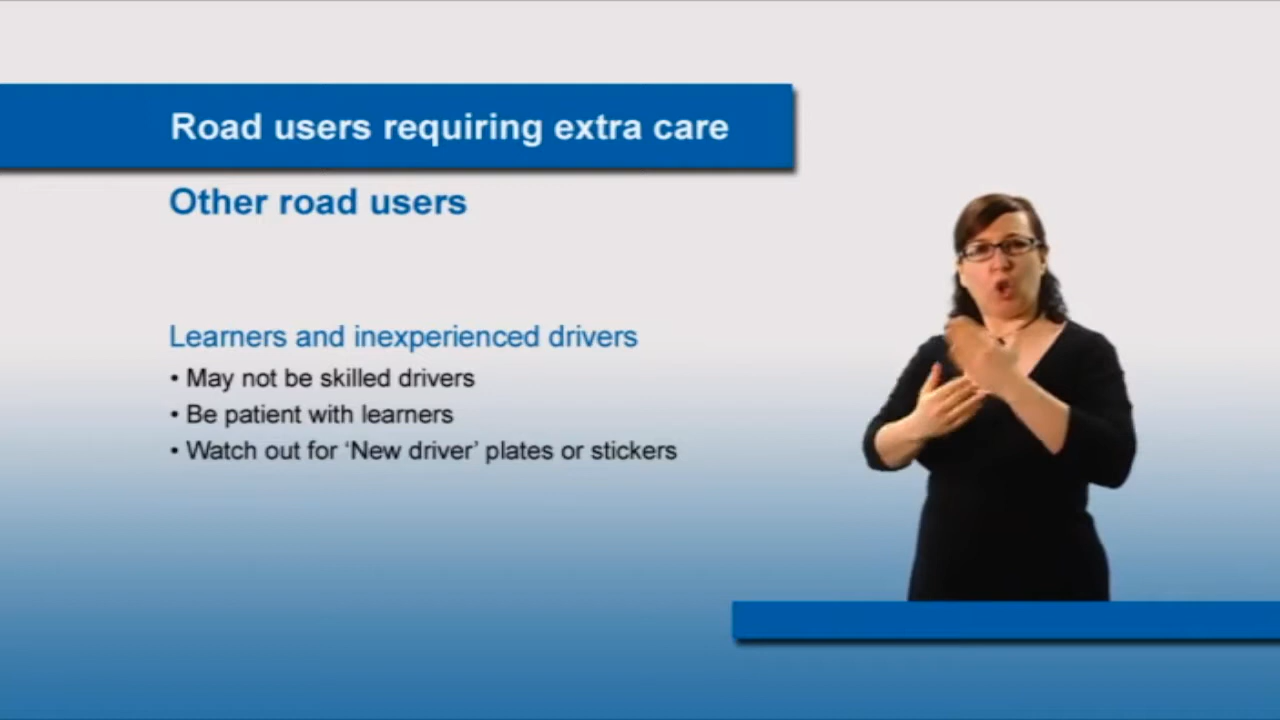 Road users requiring extra care
Other road users
Learners and inexperienced drivers
• May not be skilled drivers
• Be patient with learners
• Watch out for ‘New driver’ plates or stickers